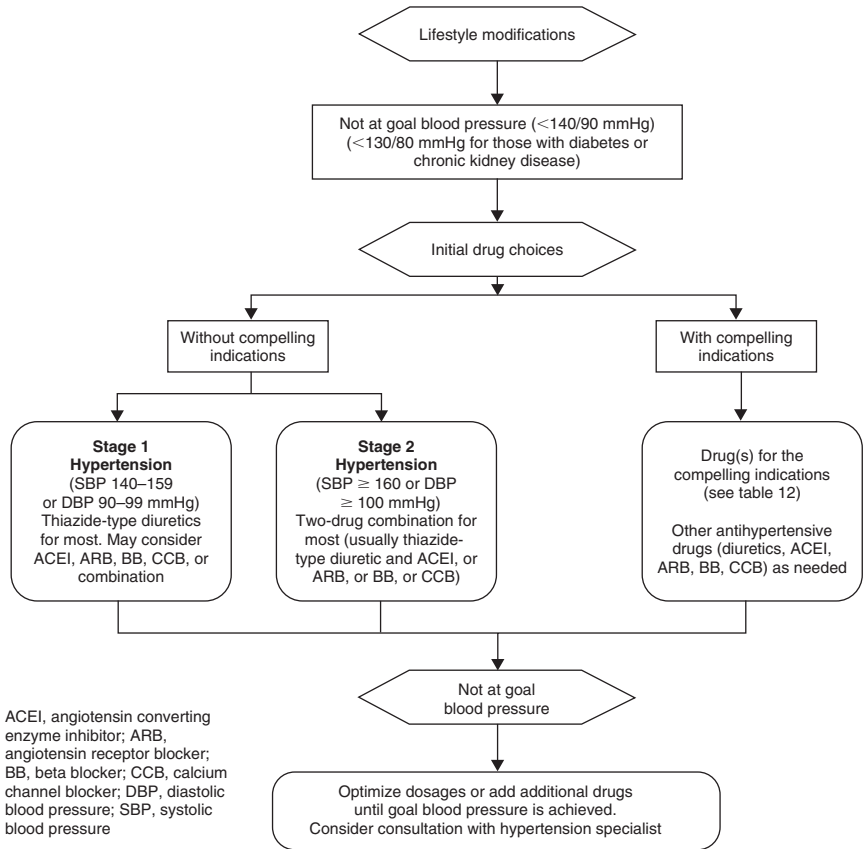 Lifestyle modifications
Not at goal blood pressure (<140/90 mmHg)
(<130/80 mmHg for those with diabetes or
chronic kidney disease)
Initial drug choices
Without compelling
indications
With compelling
indications
Stage 1
Hypertension
(SBP 140–159
or DBP 90–99 mmHg)
Thiazide-type diuretics
for most. May consider
ACEI, ARB, BB, CCB, or
combination
Stage 2
Hypertension
(SBP ≥ 160 or DBP
≥ 100 mmHg)
Two-drug combination for
most (usually thiazide-
type diuretic and ACEI, or
ARB, or BB, or CCB)
Drug(s) for the
compelling indications
(see table 12)
Other antihypertensive
drugs (diuretics, ACEI,
ARB, BB, CCB) as needed
Not at goal
blood pressure
ACEI, angiotensin converting
enzyme inhibitor; ARB,
angiotensin receptor blocker;
BB, beta blocker; CCB, calcium
channel blocker; DBP, diastolic
blood pressure; SBP, systolic
blood pressure
Optimize dosages or add additional drugs
until goal blood pressure is achieved.
Consider consultation with hypertension specialist